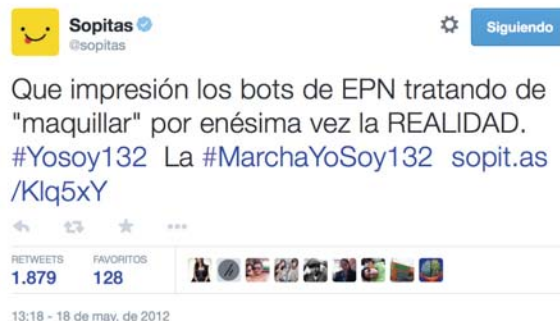 Sopitas
@sopitas
Siguiendo
Que impresión los bots de EPN tratando de
"maquillar" por enésima vez la REALIDAD.
#Yosoy132 La #MarchaYoSoy132 sopit.as
/Klq5xY
RETWEETS FAVORITOS
1.879 128
13:18 - 18 de may. de 2012